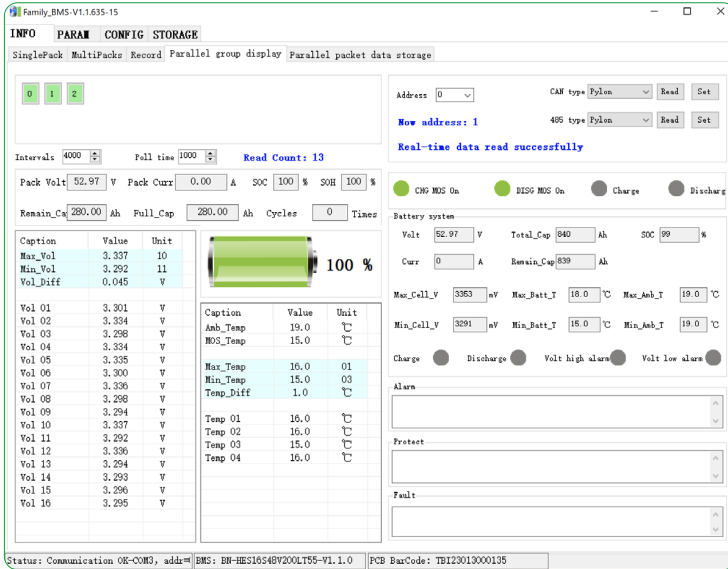 Family_BMS-V1.1.635-15
INFO PARAM CONFIG STORAGE
SinglePack MultiPacks Record Parallel group display Parallel packet data storage
0 1 2
Intervals 4000 Poll time 1000 Read Count: 13
Pack Volt 52.97 V Pack Curr 0.00 A SOC 100 % SOH 100 %
Remain_Ca 280.00 Ah Full_Cap 280.00 Ah Cycles 0 Times
Caption Value Unit
Max_Vol 3.337 10
Min_Vol 3.292 11
Vol_Diff 0.045 V
Vol 01 3.301 V
Vol 02 3.334 V
Vol 03 3.298 V
Vol 04 3.334 V
Vol 05 3.335 V
Vol 06 3.300 V
Vol 07 3.336 V
Vol 08 3.298 V
Vol 09 3.294 V
Vol 10 3.337 V
Vol 11 3.292 V
Vol 12 3.336 V
Vol 13 3.294 V
Vol 14 3.293 V
Vol 15 3.296 V
Vol 16 3.295 V
100 %
Caption Value Unit
Amb_Temp 19.0 ℃
MOS_Temp 15.0 ℃
Max_Temp 16.0 01
Min_Temp 15.0 03
Temp_Diff 1.0 ℃
Temp 01 16.0 ℃
Temp 02 16.0 ℃
Temp 03 15.0 ℃
Temp 04 16.0 ℃
Address 0 CAN type Pylon Read Set
Now address: 1 485 type Pylon Read Set
Real-time data read successfully
CHG MOS On DISG MOS On Charge Discharg
Battery system
Volt 52.97 V Total_Cap 840 Ah SOC 99 %
Curr 0 A Remain_Cap 839 Ah
Max_Cell_V 3353 mV Max_Batt_T 18.0 ℃ Max_Amb_T 19.0 ℃
Min_Cell_V 3291 mV Min_Batt_T 15.0 ℃ Min_Amb_T 19.0 ℃
Charge Discharge Volt high alarm Volt low alarm
Alarm
Protect
Fault
Status: Communication OK-COM3, addr= BMS: BN-HES16S48V200LT55-V1.1.0 PCB BarCode: TBI23013000135